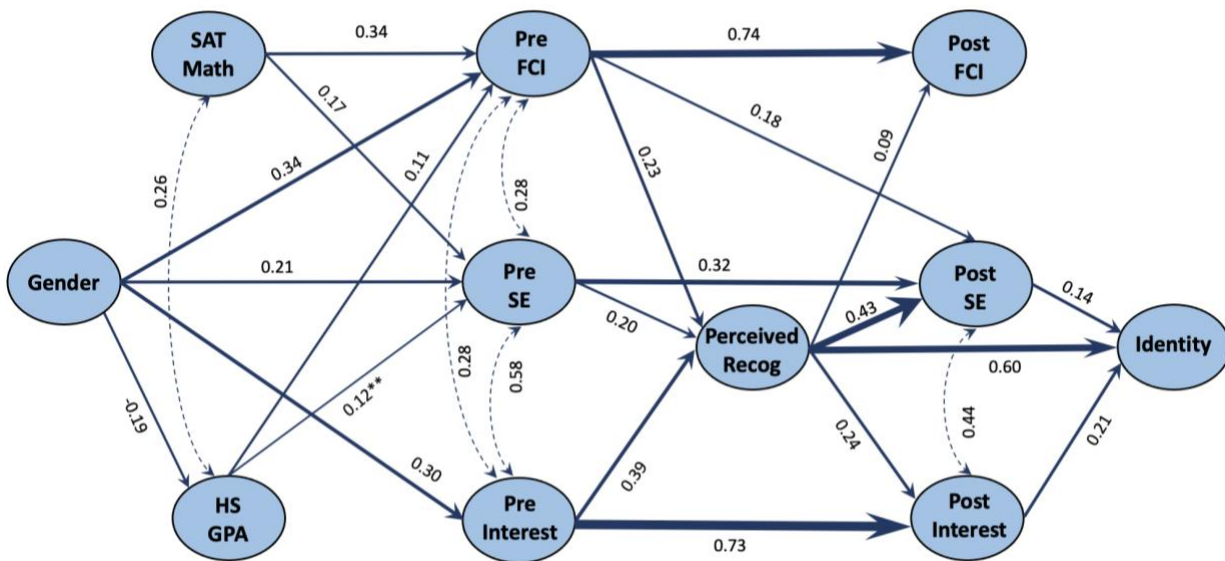 SAT
Math
0.34
Pre
FCI
0.74
Post
FCI
0.17
0.18
0.34
0.11
0.23
0.09
0.26
0.28
Gender
0.21
Pre
SE
0.32
Post
SE
0.14
0.20
0.43
Perceived
Recog
0.60
Identity
0.28
0.58
-0.19
0.12**
0.30
0.39
0.24
0.44
0.21
HS
GPA
Pre
Interest
0.73
Post
Interest